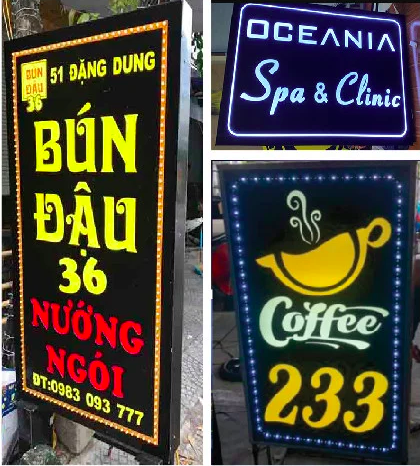 BÚN
ĐẬU
36
51 ĐẶNG DUNG
BÚN
ĐẬU
36
NƯỚNG
NGÓI
ĐT:0983 093 777
OCEANIA
Spa & Clinic
Coffee
233